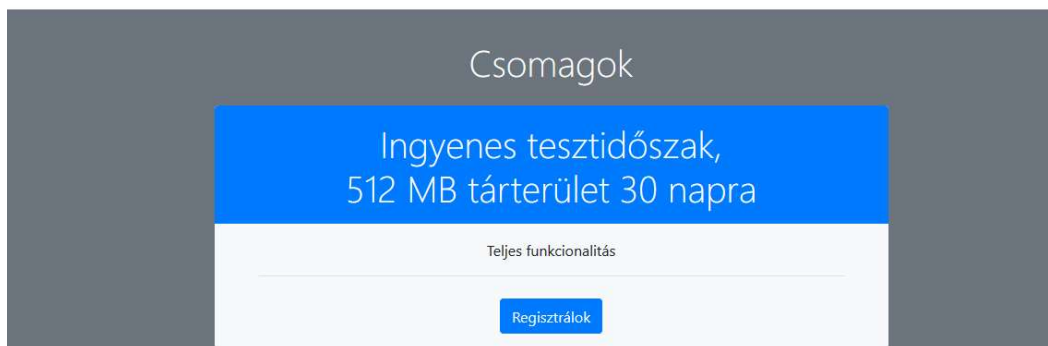 Csomagok
Ingyenes tesztidőszak,
512 MB tárterület 30 napra
Teljes funkcionalitás
Regisztrálok